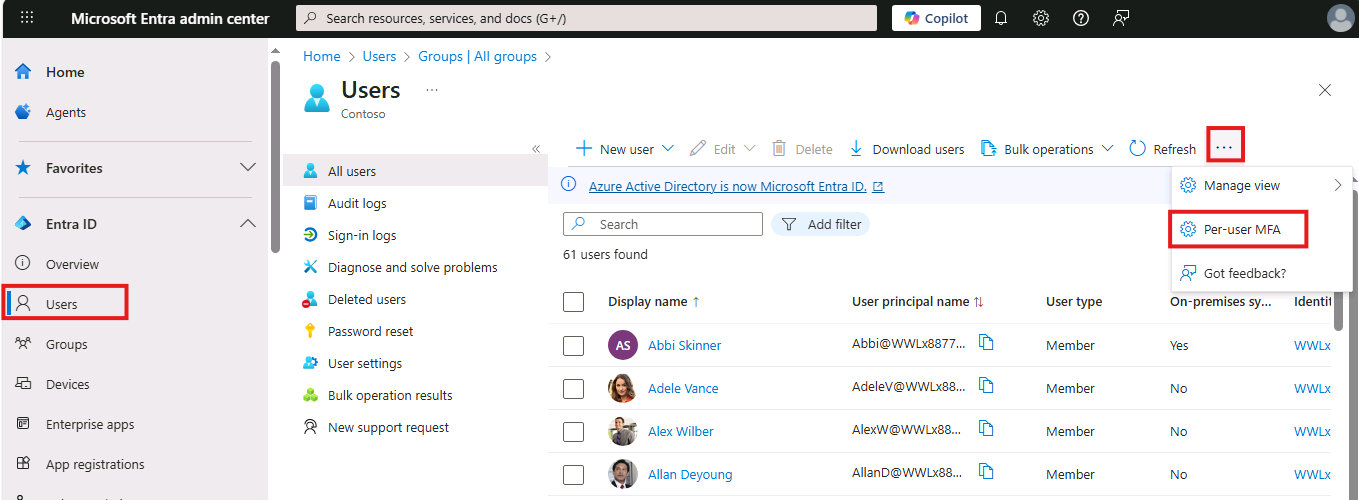 Microsoft Entra admin center
Search resources, services, and docs (G+/)
Copilot
Home
Agents
Favorites
Entra ID
Overview
Users
Groups
Devices
Enterprise apps
App registrations
Home > Users > Groups | All groups >
Users ...
Contoso
All users
Audit logs
Sign-in logs
Diagnose and solve problems
Deleted users
Password reset
User settings
Bulk operation results
New support request
New user Edit Delete Download users Bulk operations Refresh ...
Manage view
Per-user MFA
Got feedback?
Azure Active Directory is now Microsoft Entra ID.
Search Add filter
61 users found
Display name ↑ User principal name ↑↓ User type On-premises sy... Identit
AS Abbi Skinner Abbi@WWLx8877... Member Yes WWLx
Adele Vance AdeleV@WWLx88... Member No WWLx
Alex Wilber AlexW@WWLx88... Member No WWLx
Allan Deyoung AllanD@WWLx88... Member No WWLx